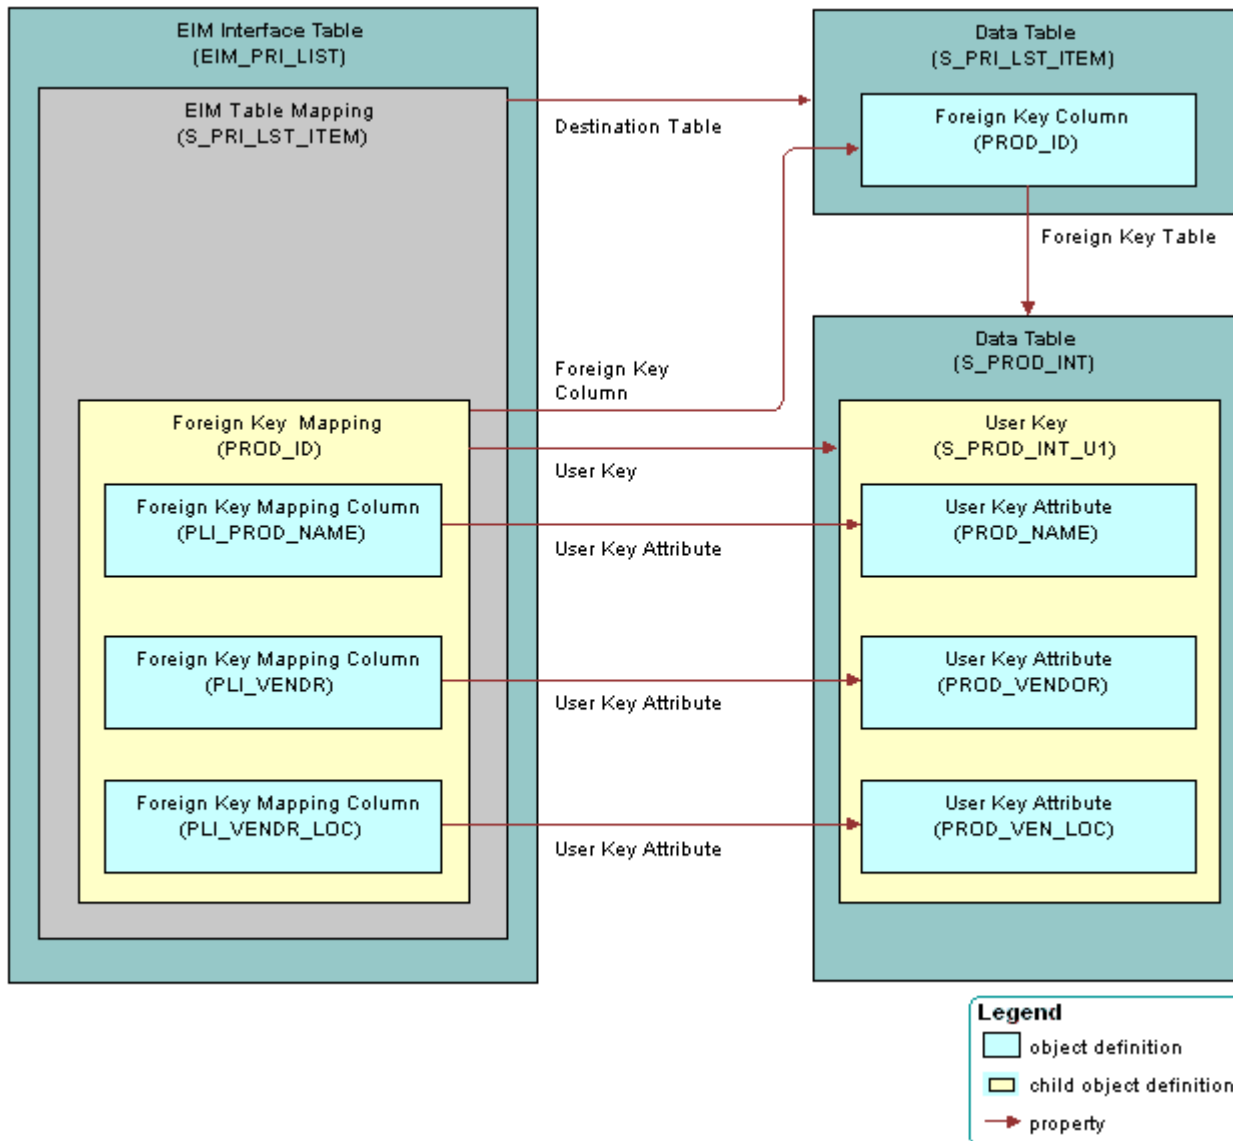 EIM Interface Table
(EIM_PRI_LIST)
EIM Table Mapping
(S_PRI_LST_ITEM)
Destination Table
Data Table
(S_PRI_LST_ITEM)
Foreign Key Column
(PROD_ID)
Foreign Key Table
Foreign Key
Column
Data Table
(S_PROD_INT)
Foreign Key Mapping
(PROD_ID)
User Key
User Key
(S_PROD_INT_U1)
Foreign Key Mapping Column
(PLI_PROD_NAME)
User Key Attribute
User Key Attribute
(PROD_NAME)
Foreign Key Mapping Column
(PLI_VENDR)
User Key Attribute
User Key Attribute
(PROD_VENDOR)
Foreign Key Mapping Column
(PLI_VENDR_LOC)
User Key Attribute
User Key Attribute
(PROD_VEN_LOC)
Legend
object definition
child object definition
property